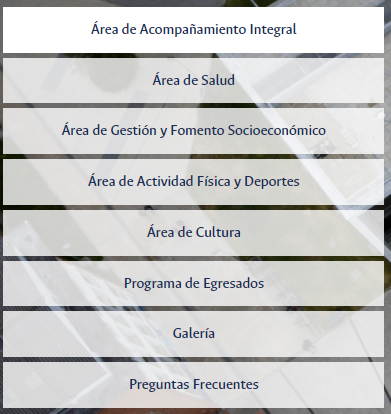 Área de Acompañamiento Integral
Área de Salud
Área de Gestión y Fomento Socioeconómico
Área de Actividad Física y Deportes
Área de Cultura
Programa de Egresados
Galería
Preguntas Frecuentes